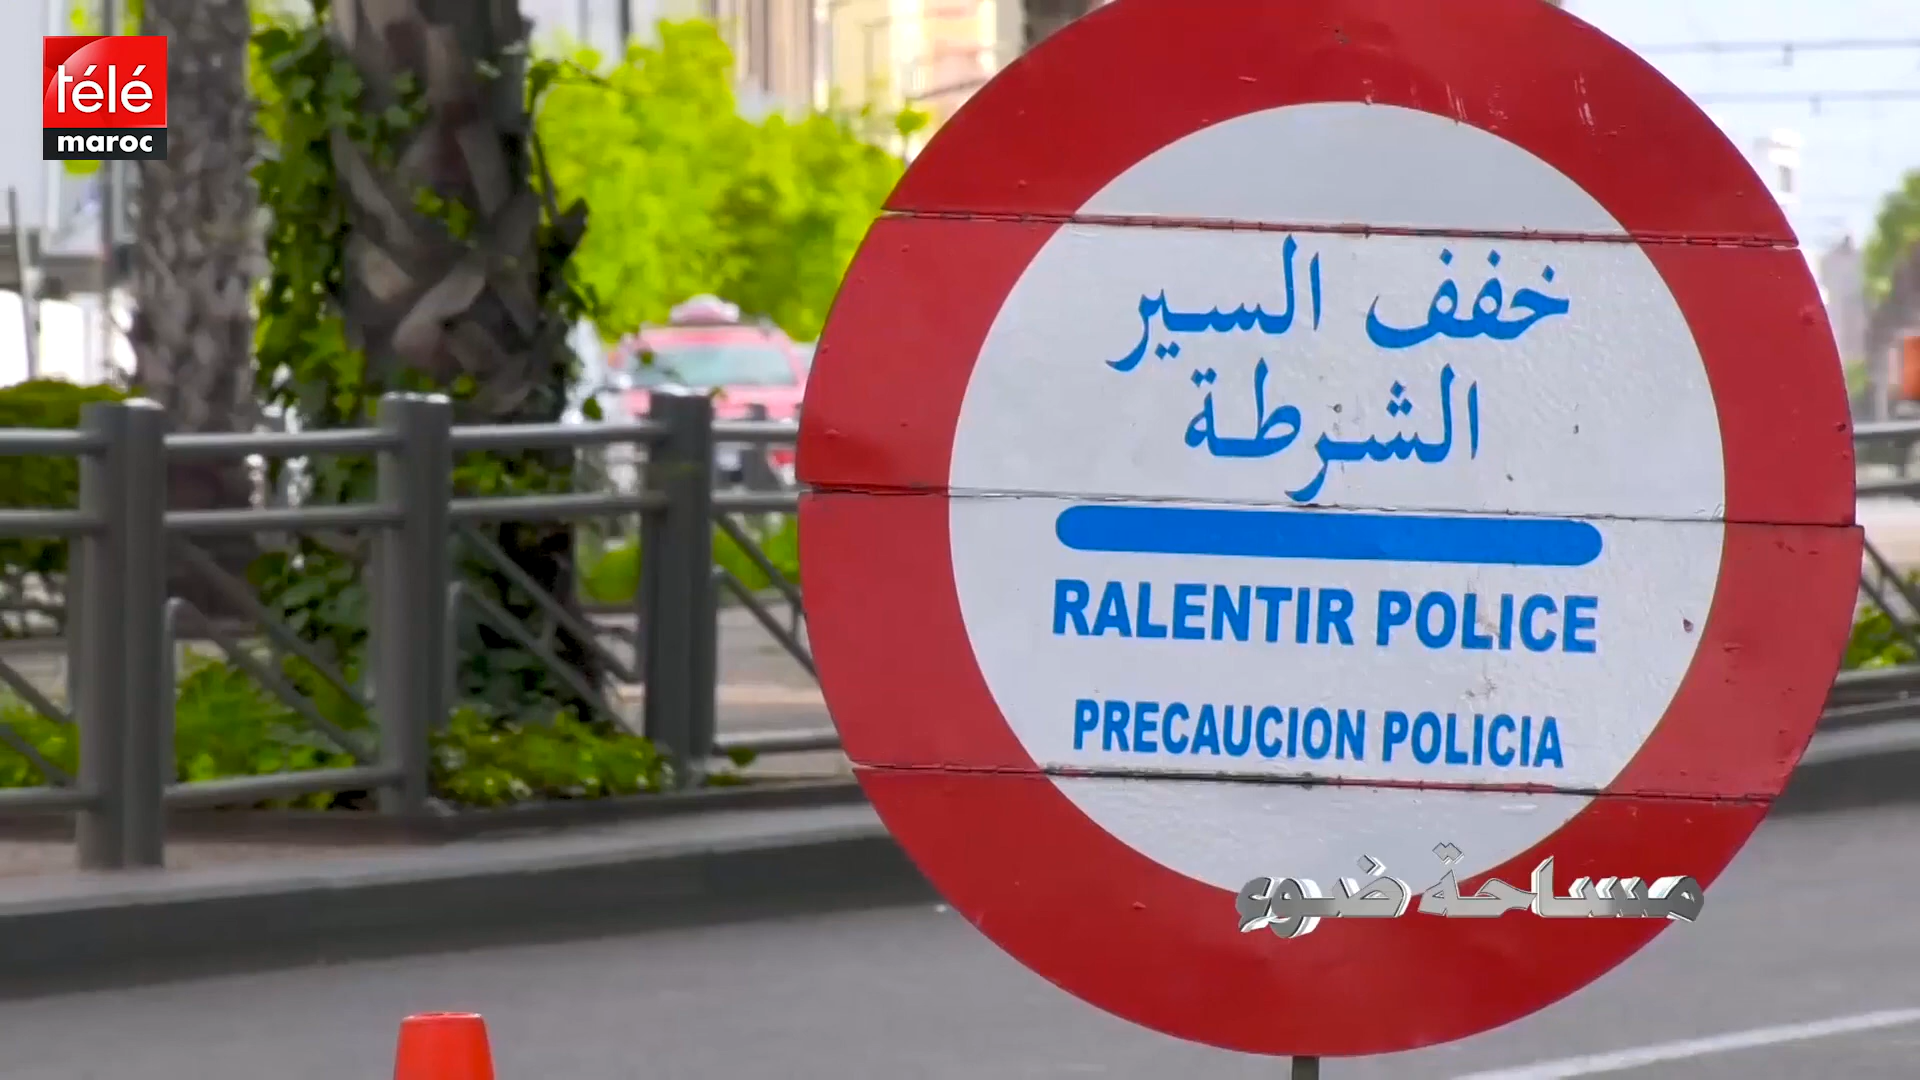 télé
maroc
خفف السير
الشرطة
RALENTIR POLICE
PRECAUCION POLICIA
مساحة ضوء